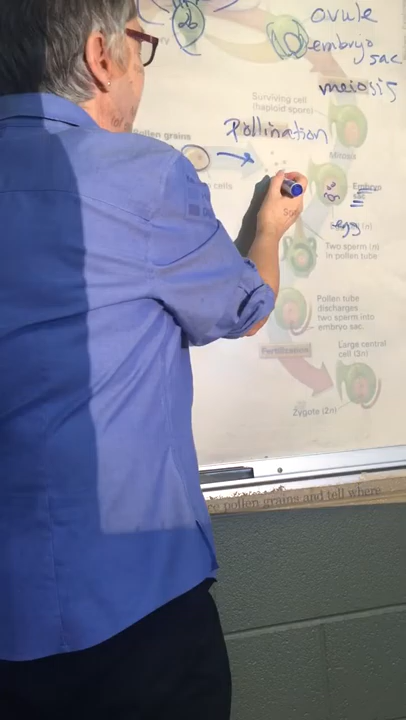 ovule
embryo
sac
meiosis
Surviving cell
(haploid spore)
Pollination
Pollen grains
Mitosis
cells
Embryo
sac
egg
(n)
Two sperm (n)
in pollen tube
Pollen tube
discharges
two sperm into
embryo sac.
Fertilization
Large central
cell (3n)
Zygote (2n)
pollen grains and tell where